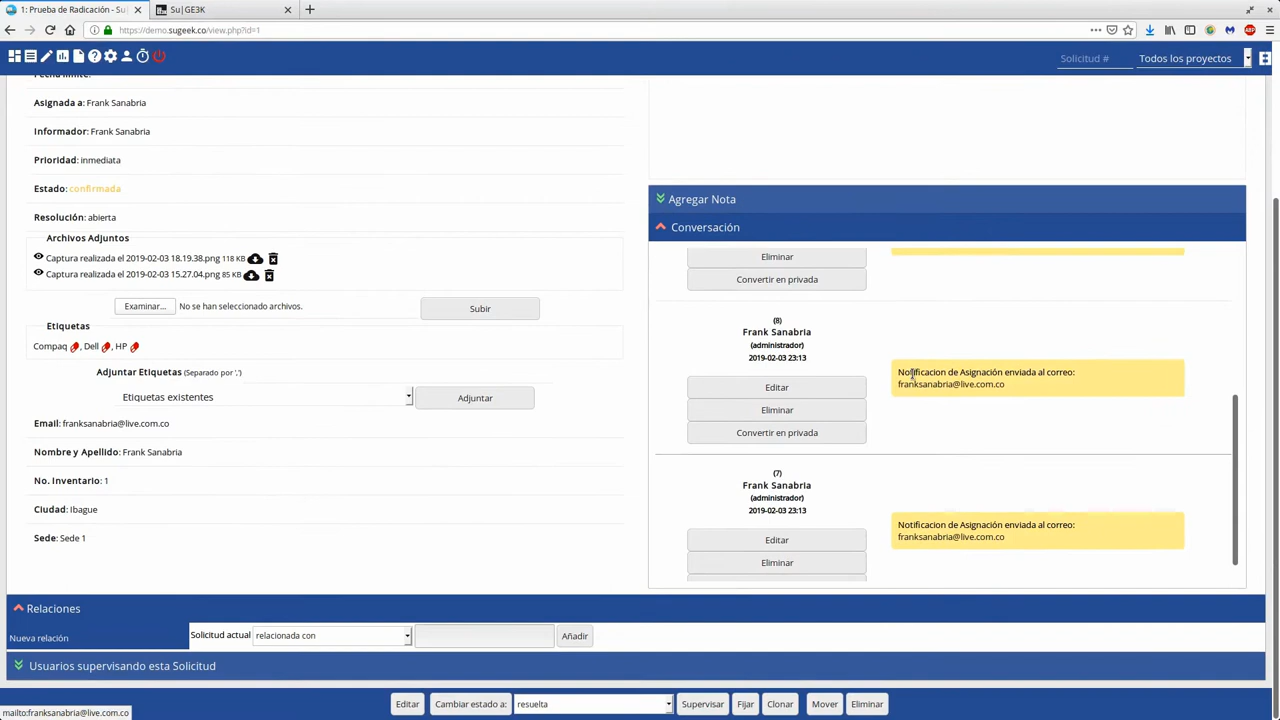 1: Prueba de Radicación - Su|
Su|GE3K
https://demo.sugeek.co/view.php?id=1
Solicitud #
Todos los proyectos
Asignada a: Frank Sanabria
Informador: Frank Sanabria
Prioridad: inmediata
Estado: confirmada
Resolución: abierta
Archivos Adjuntos
Captura realizada el 2019-02-03 18.19.38.png 118 KB
Captura realizada el 2019-02-03 15.27.04.png 85 KB
Examinar... No se han seleccionado archivos.
Subir
Etiquetas
Compaq, Dell, HP
Adjuntar Etiquetas (Separado por ',')
Etiquetas existentes
Adjuntar
Email: franksanabria@live.com.co
Nombre y Apellido: Frank Sanabria
No. Inventario: 1
Ciudad: Ibague
Sede: Sede 1
Agregar Nota
Conversación
Eliminar
Convertir en privada
(8)
Frank Sanabria
(administrador)
2019-02-03 23:13
Editar
Eliminar
Convertir en privada
Notificacion de Asignación enviada al correo:
franksanabria@live.com.co
(7)
Frank Sanabria
(administrador)
2019-02-03 23:13
Editar
Eliminar
Notificacion de Asignación enviada al correo:
franksanabria@live.com.co
Relaciones
Nueva relación
Solicitud actual
relacionada con
Añadir
Usuarios supervisando esta Solicitud
Editar
Cambiar estado a:
resuelta
Supervisar
Fijar
Clonar
Mover
Eliminar
mailto:franksanabria@live.com.co